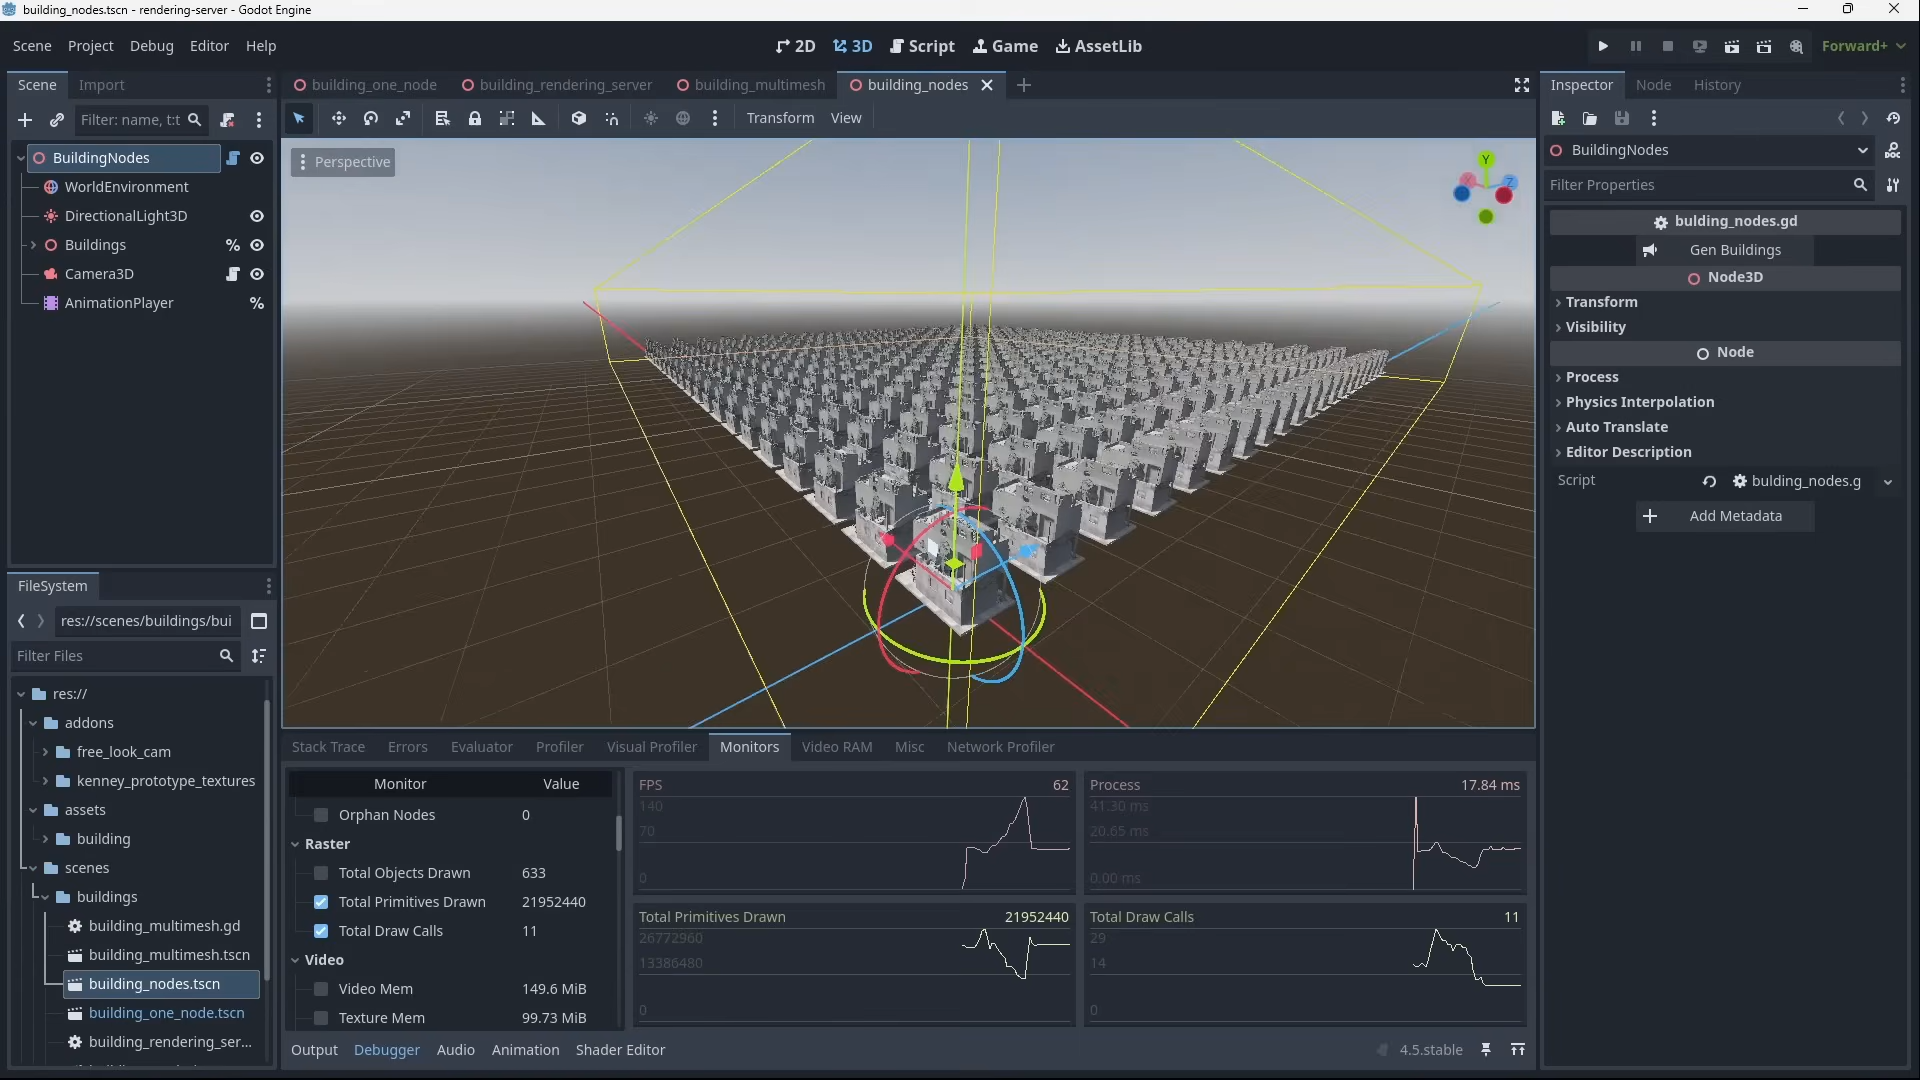 building_nodes.tscn - rendering-server - Godot Engine
Scene Project Debug Editor Help
2D 3D Script Game AssetLib
Forward+
Scene Import
building_one_node building_rendering_server building_multimesh building_nodes
Inspector Node History
Filter: name, t:t
Transform View
BuildingNodes
WorldEnvironment
DirectionalLight3D
Buildings
Camera3D
AnimationPlayer
Perspective
Y
Z
BuildingNodes
Filter Properties
bulding_nodes.gd
Gen Buildings
Node3D
Transform
Visibility
Node
Process
Physics Interpolation
Auto Translate
Editor Description
Script bulding_nodes.g
Add Metadata
FileSystem
res://scenes/buildings/bui
Filter Files
res://
addons
free_look_cam
kenney_prototype_textures
assets
building
scenes
buildings
building_multimesh.gd
building_multimesh.tscn
building_nodes.tscn
building_one_node.tscn
building_rendering_ser...
Stack Trace Errors Evaluator Profiler Visual Profiler Monitors Video RAM Misc Network Profiler
Monitor Value
Orphan Nodes 0
Raster
Total Objects Drawn 633
Total Primitives Drawn 21952440
Total Draw Calls 11
Video
Video Mem 149.6 MiB
Texture Mem 99.73 MiB
FPS 62
140
70
0
Process 17.84 ms
41.30 ms
20.65 ms
0.00 ms
Total Primitives Drawn 21952440
26772960
13386480
0
Total Draw Calls 11
29
14
0
Output Debugger Audio Animation Shader Editor
4.5.stable